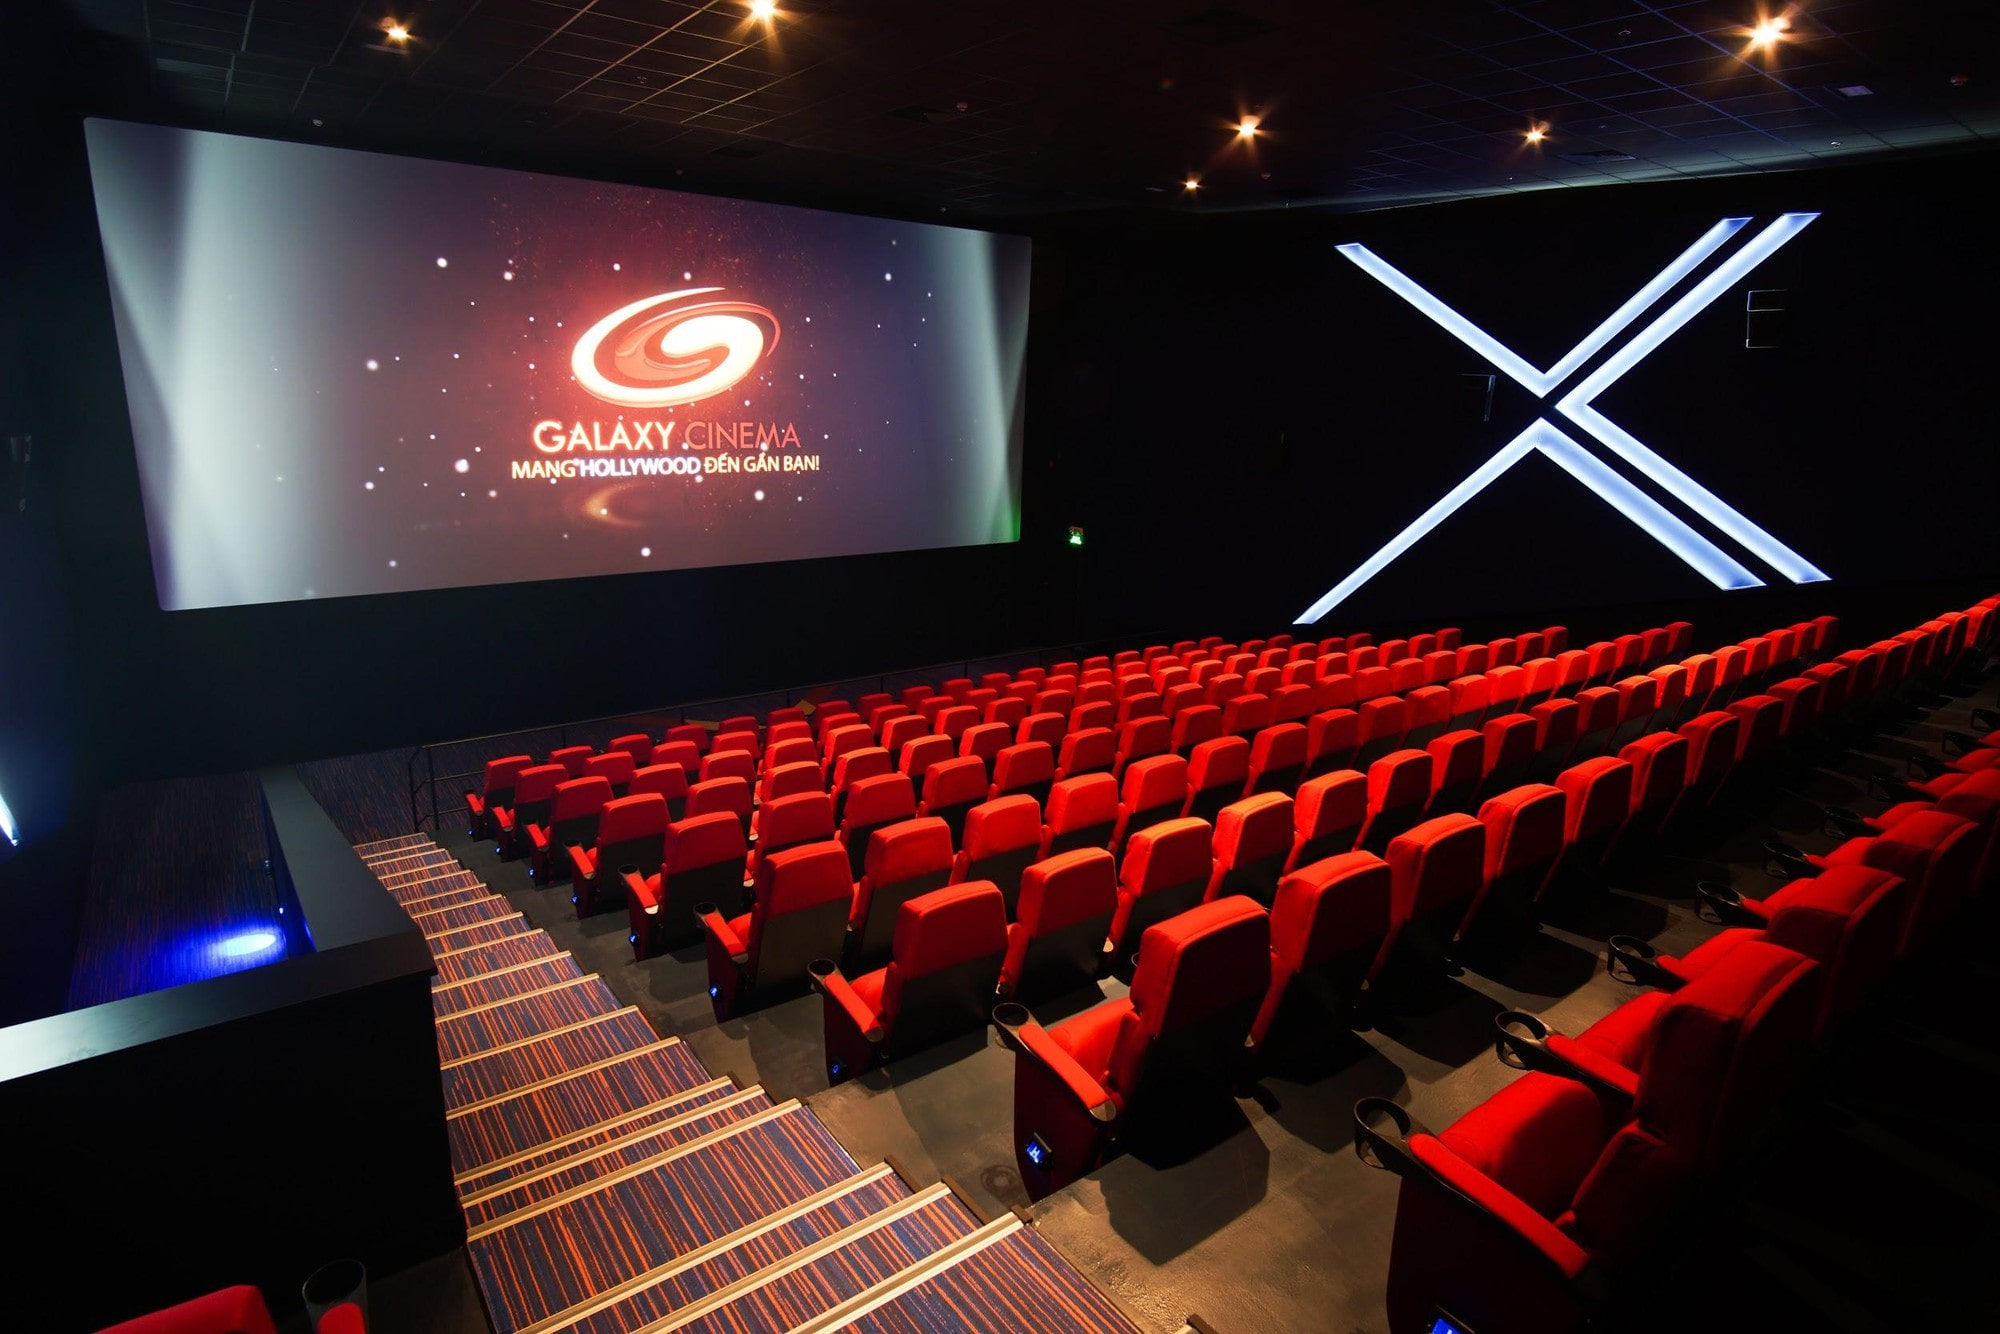 GALAXY CINEMA
MANG HOLLYWOOD ĐẾN GẦN BẠN!
H